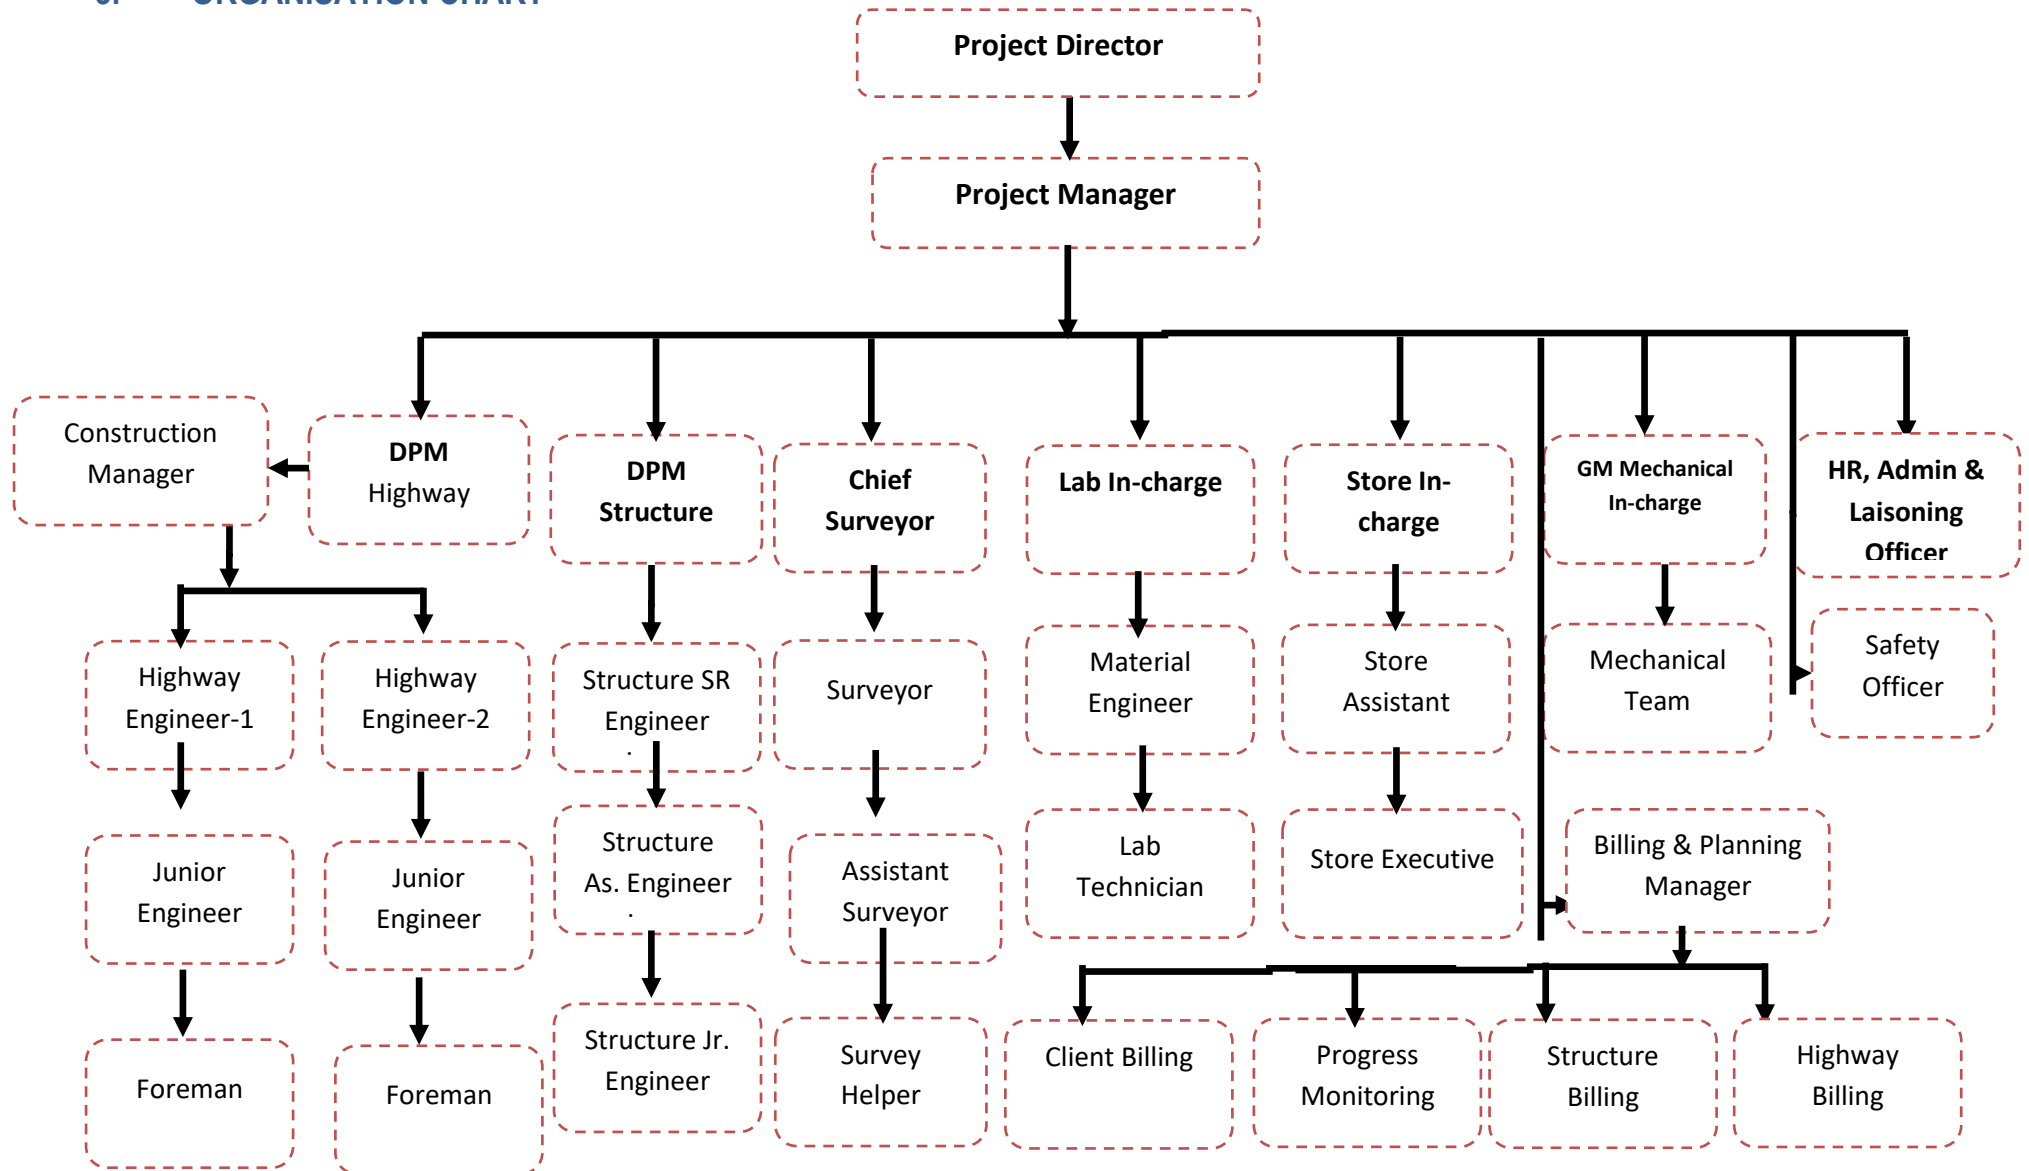 ORGANISATION CHART
Project Director
Project Manager
Construction
Manager
DPM
Highway
DPM
Structure
Chief
Surveyor
Lab In-charge
Store In-
charge
GM Mechanical
In-charge
HR, Admin &
Laisoning
Officer
Highway
Engineer-1
Highway
Engineer-2
Structure SR
Engineer
.
Surveyor
Material
Engineer
Store
Assistant
Mechanical
Team
Safety
Officer
Junior
Engineer
Junior
Engineer
Structure
As. Engineer
.
Assistant
Surveyor
Lab
Technician
Store Executive
Billing & Planning
Manager
Foreman
Foreman
Structure Jr.
Engineer
Survey
Helper
Client Billing
Progress
Monitoring
Structure
Billing
Highway
Billing